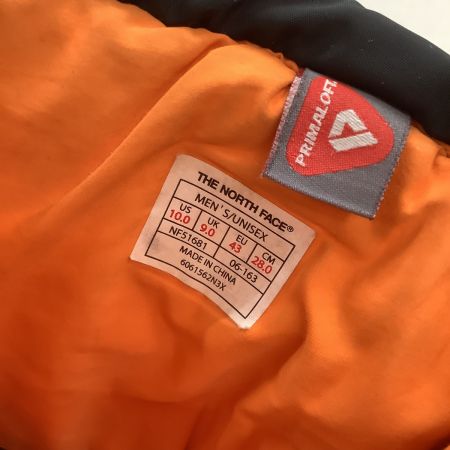 PRIMALOFT
THE NORTH FACE®
MEN'S/UNISEX
US UK EU CM
10.0 9.0 43 28.0
NF51681 06-163
MADE IN CHINA
6061562N3X